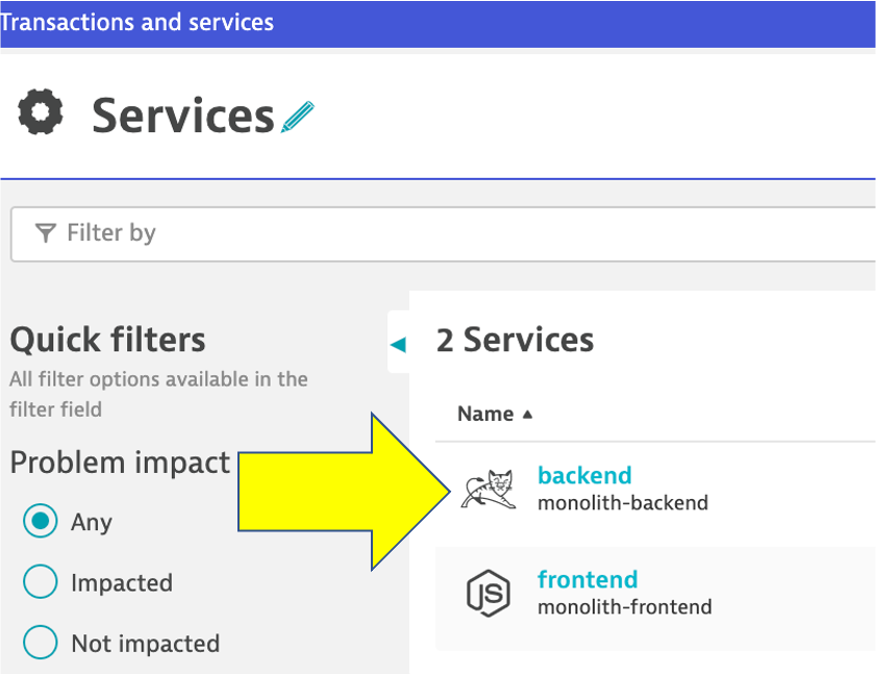 Transactions and services
Services
Filter by
Quick filters
All filter options available in the
filter field
Problem impact
Any
Impacted
Not impacted
2 Services
Name
backend
monolith-backend
JS
frontend
monolith-frontend